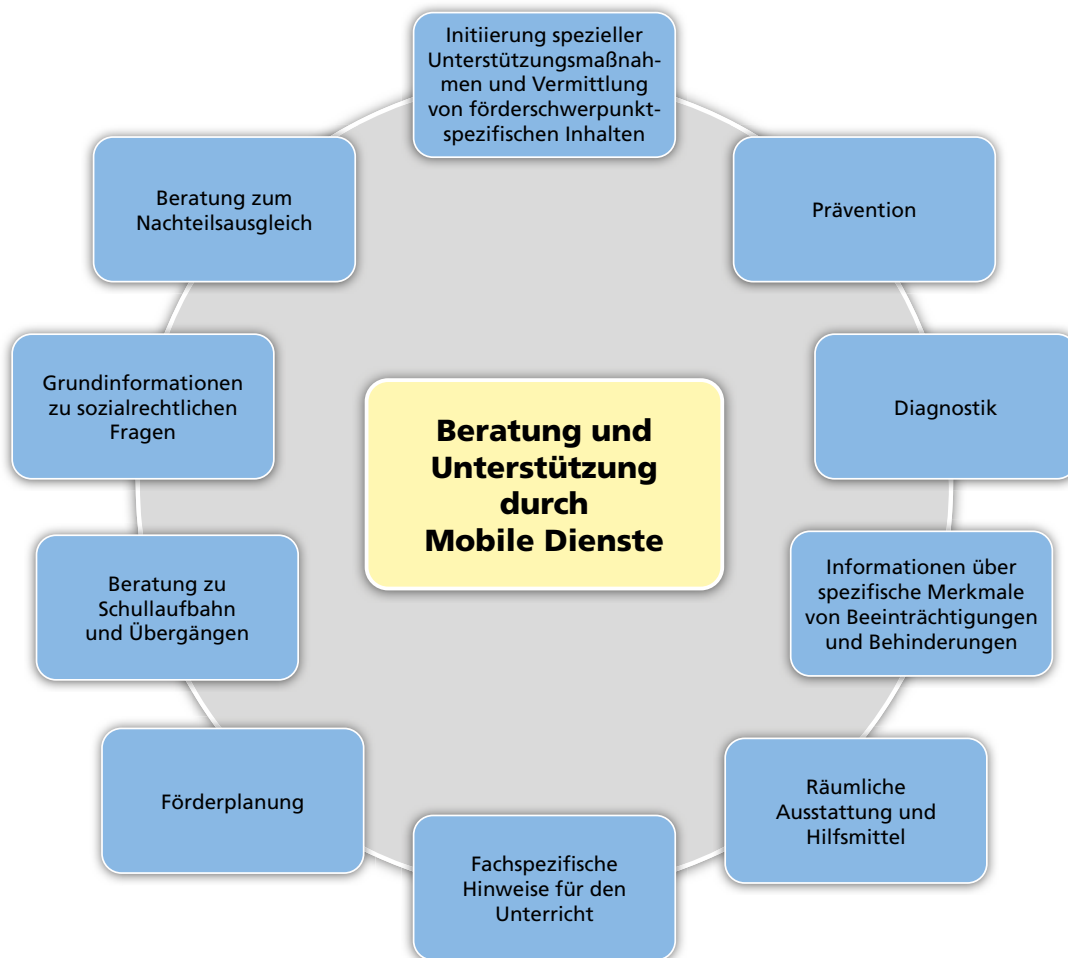 Initiierung spezieller
Unterstützungsmaßnah-
men und Vermittlung
von förderschwerpunkt-
spezifischen Inhalten
Prävention
Diagnostik
Informationen über
spezifische Merkmale
von Beeinträchtigungen
und Behinderungen
Räumliche
Ausstattung und
Hilfsmittel
Fachspezifische
Hinweise für den
Unterricht
Förderplanung
Beratung zu
Schullaufbahn
und Übergängen
Grundinformationen
zu sozialrechtlichen
Fragen
Beratung zum
Nachteilsausgleich
Beratung und
Unterstützung
durch
Mobile Dienste